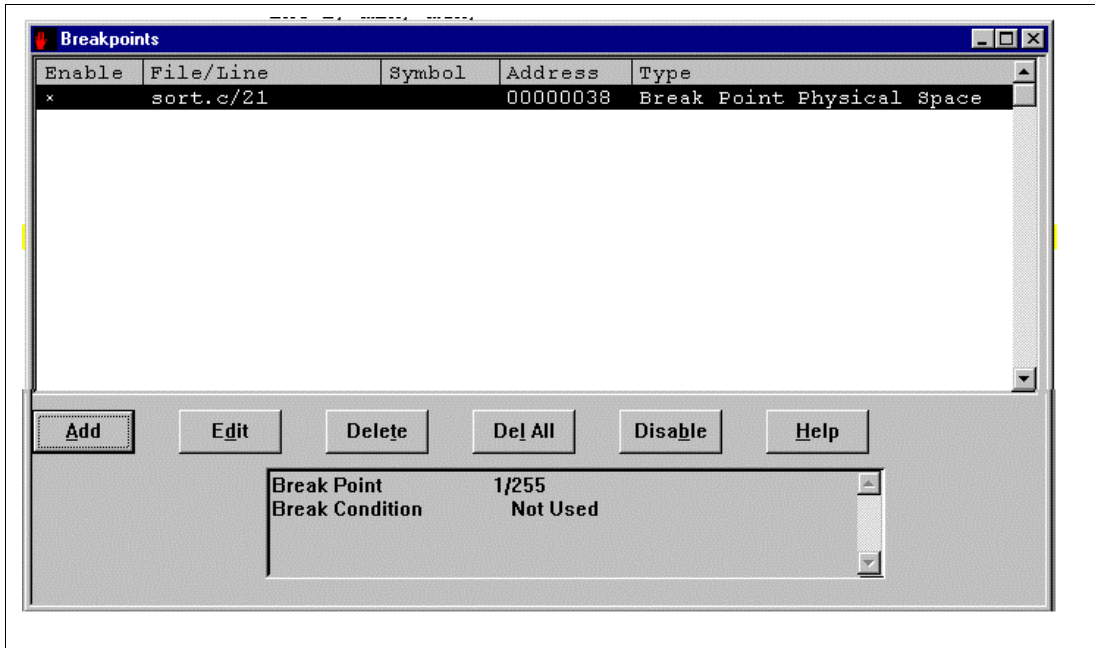 Breakpoints
Enable File/Line Symbol Address Type
× sort.c/21 00000038 Break Point Physical Space
Add Edit Delete Del All Disable Help
Break Point 1/255
Break Condition Not Used